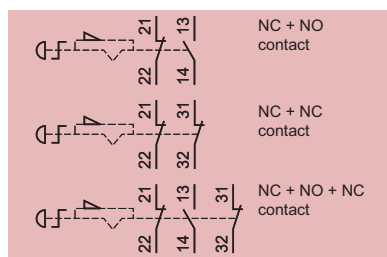 21 13 NC + NO
contact
22 14
21 31 NC + NC
contact
22 32
21 13 31 NC + NO + NC
contact
22 14 32